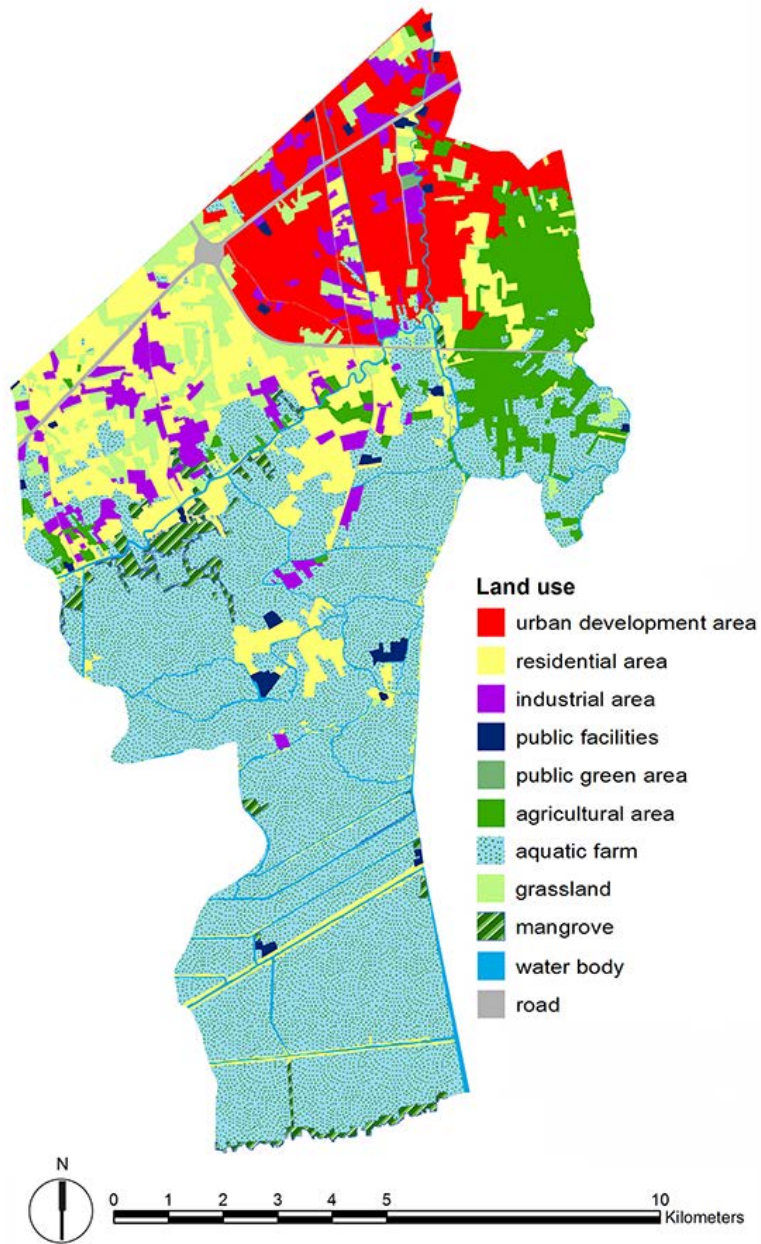 Land use
urban development area
residential area
industrial area
public facilities
public green area
agricultural area
aquatic farm
grassland
mangrove
water body
road
N
0 1 2 3 4 5 10
Kilometers